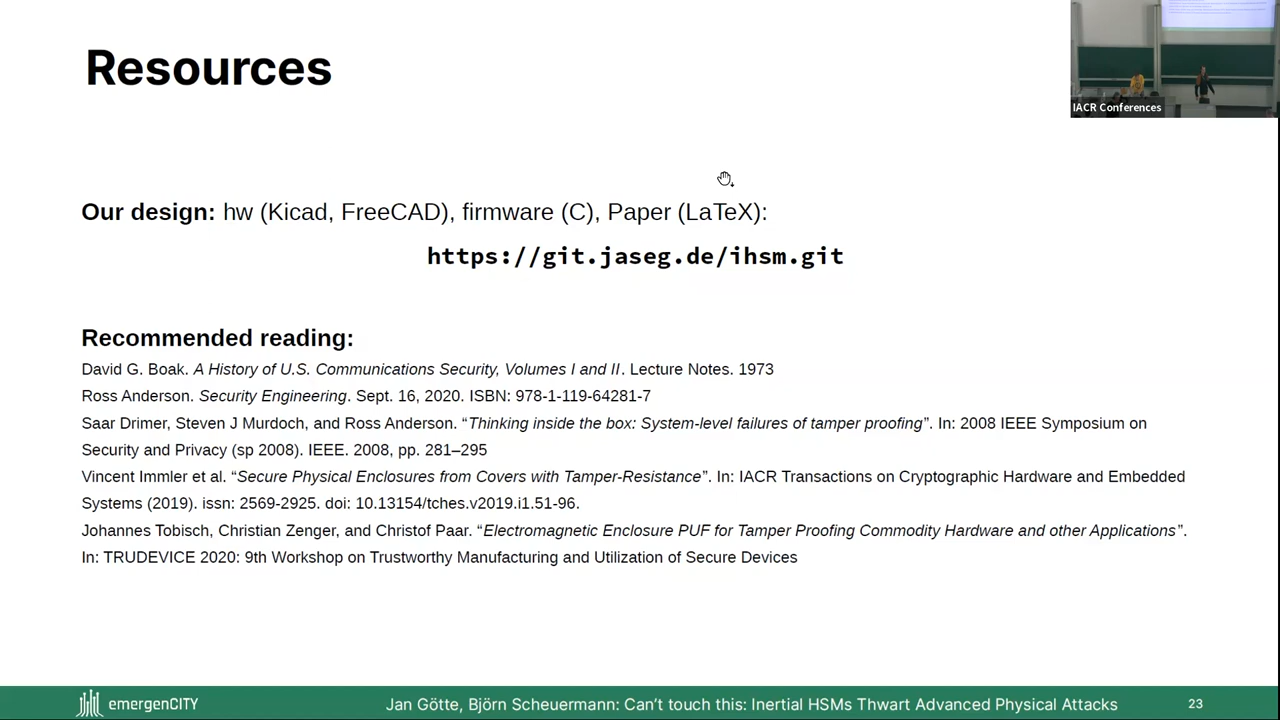 Resources
IACR Conferences
Our design: hw (Kicad, FreeCAD), firmware (C), Paper (LaTeX):
https://git.jaseg.de/ihsm.git
Recommended reading:
David G. Boak. A History of U.S. Communications Security, Volumes I and II. Lecture Notes. 1973
Ross Anderson. Security Engineering. Sept. 16, 2020. ISBN: 978-1-119-64281-7
Saar Drimer, Steven J Murdoch, and Ross Anderson. “Thinking inside the box: System-level failures of tamper proofing”. In: 2008 IEEE Symposium on
Security and Privacy (sp 2008). IEEE. 2008, pp. 281–295
Vincent Immler et al. “Secure Physical Enclosures from Covers with Tamper-Resistance”. In: IACR Transactions on Cryptographic Hardware and Embedded
Systems (2019). issn: 2569-2925. doi: 10.13154/tches.v2019.i1.51-96.
Johannes Tobisch, Christian Zenger, and Christof Paar. “Electromagnetic Enclosure PUF for Tamper Proofing Commodity Hardware and other Applications”.
In: TRUDEVICE 2020: 9th Workshop on Trustworthy Manufacturing and Utilization of Secure Devices
emergenCITY
Jan Götte, Björn Scheuermann: Can’t touch this: Inertial HSMs Thwart Advanced Physical Attacks
23